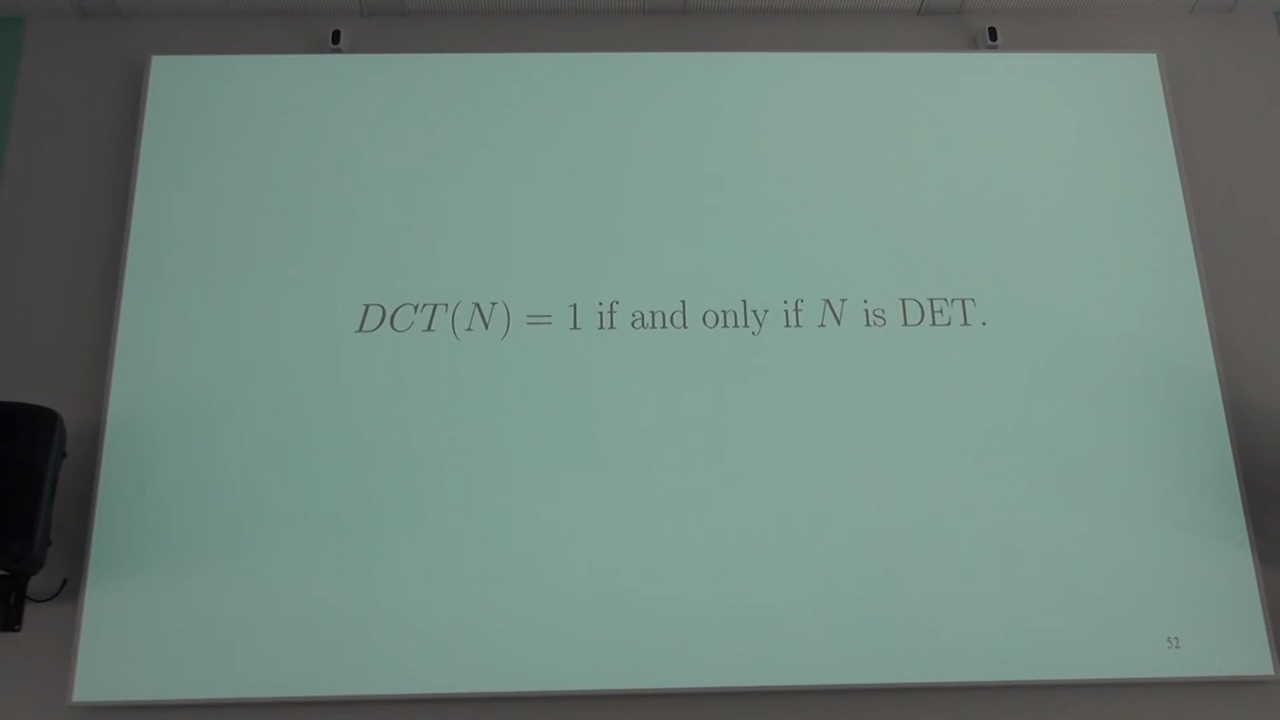 DCT(N) = 1 if and only if N is DET.
52